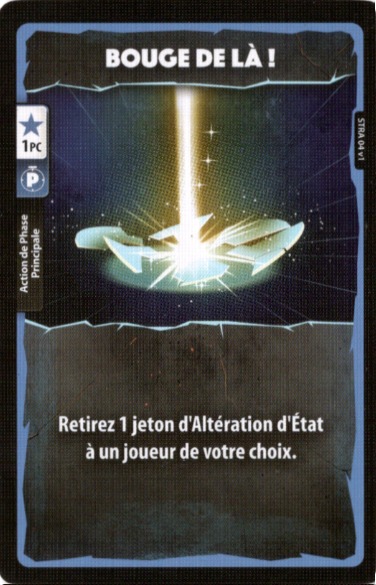 BOUGE DE LÀ !
1PC
P
Action de Phase
Principale
STRA 04 v1
Retirez 1 jeton d'Altération d'État
à un joueur de votre choix.